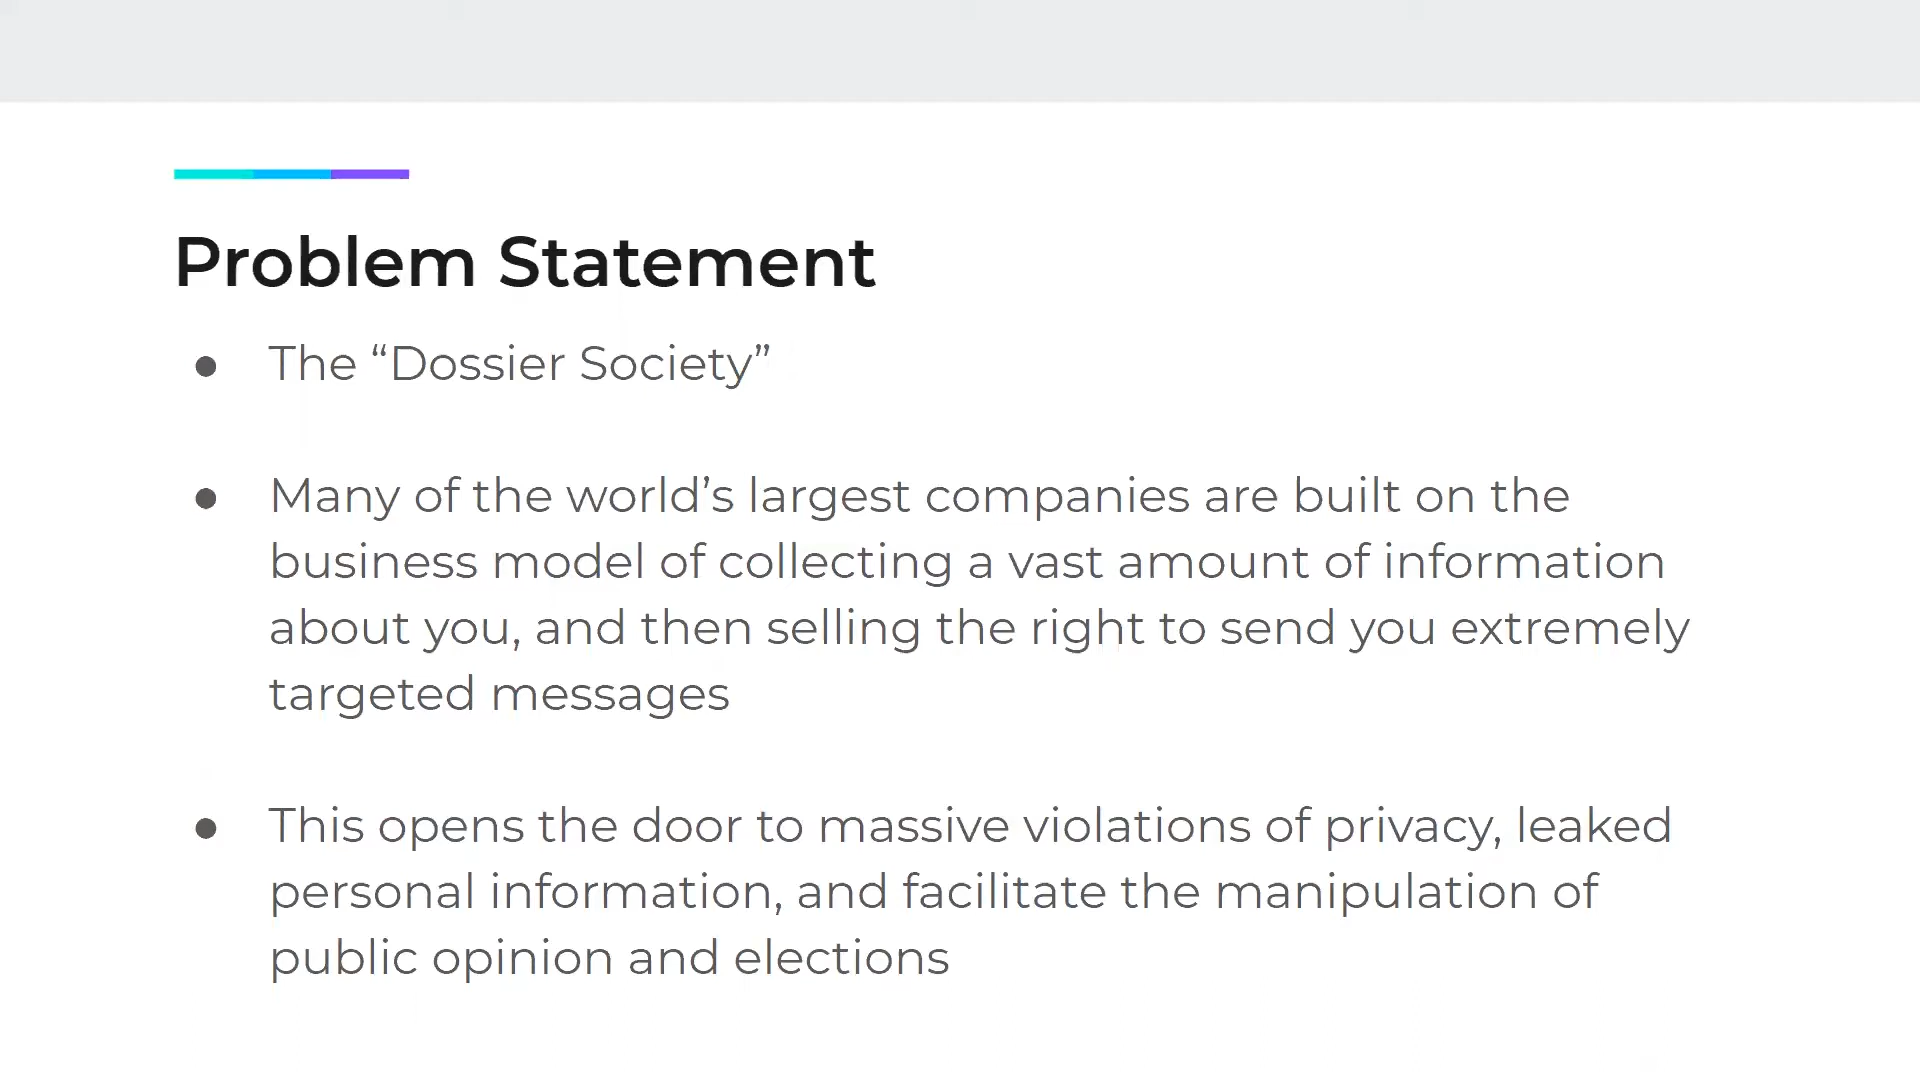 Problem Statement
● The “Dossier Society”
● Many of the world’s largest companies are built on the
business model of collecting a vast amount of information
about you, and then selling the right to send you extremely
targeted messages
● This opens the door to massive violations of privacy, leaked
personal information, and facilitate the manipulation of
public opinion and elections